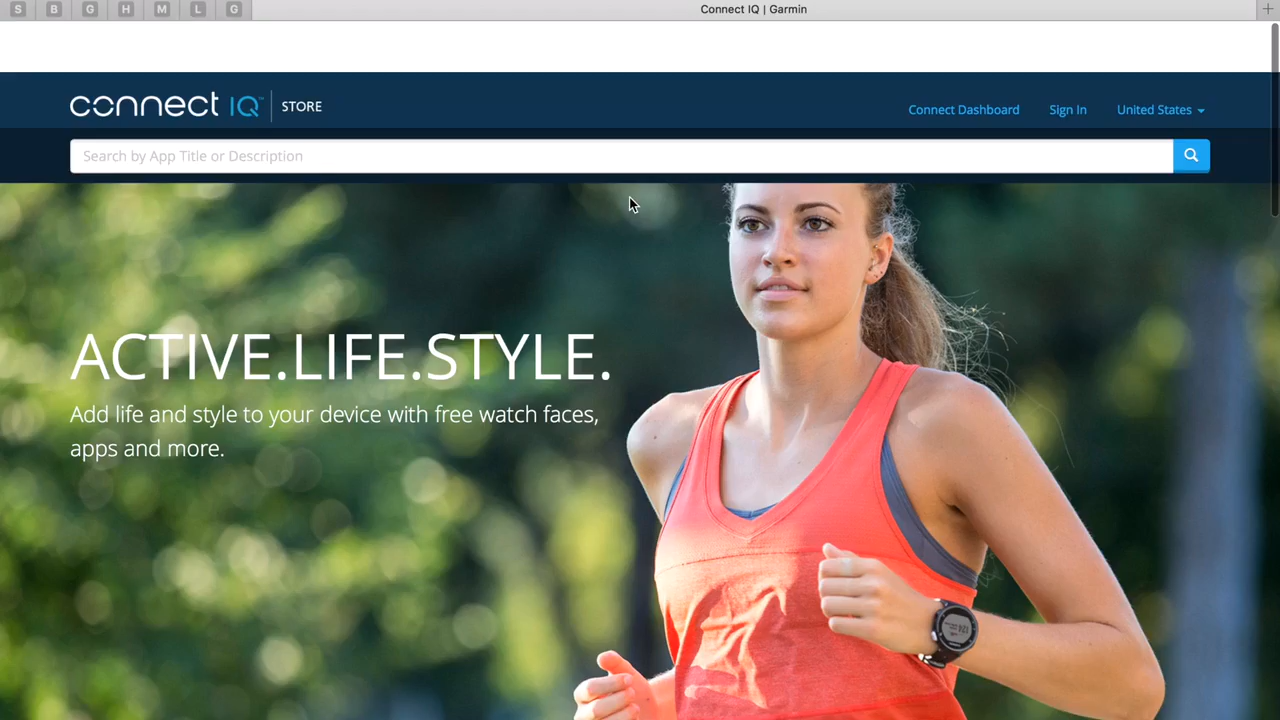 S B G H M L G
Connect IQ | Garmin
connect IQ™ STORE
Connect Dashboard
Sign In
United States
Search by App Title or Description
ACTIVE.LIFE.STYLE.
Add life and style to your device with free watch faces,
apps and more.